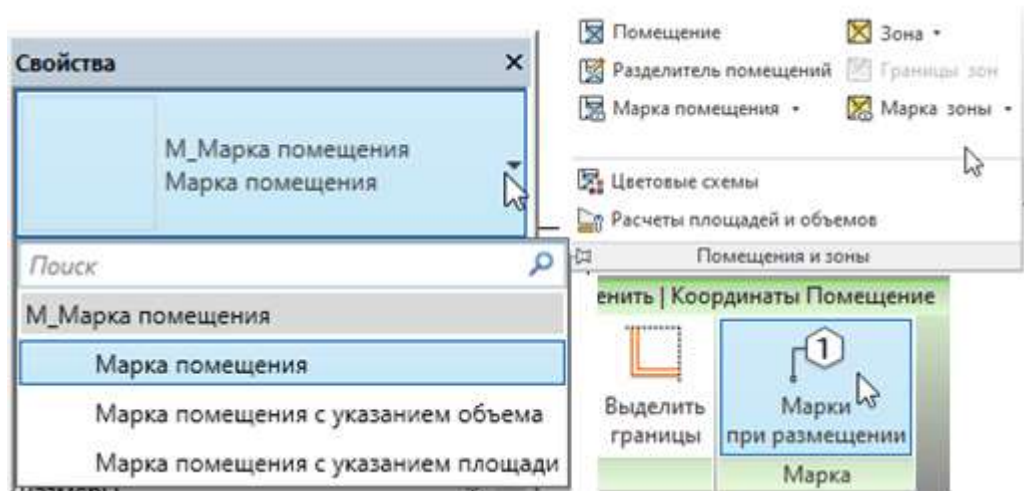 Свойства
М_Марка помещения
Марка помещения
Поиск
М_Марка помещения
Марка помещения
Марка помещения с указанием объема
Марка помещения с указанием площади
Помещение
Зона
Разделитель помещений
Границы зон
Марка помещения
Марка зоны
Цветовые схемы
Расчеты площадей и объемов
Помещения и зоны
енить | Координаты Помещение
1
Выделить
границы
Марки
при размещении
Марка